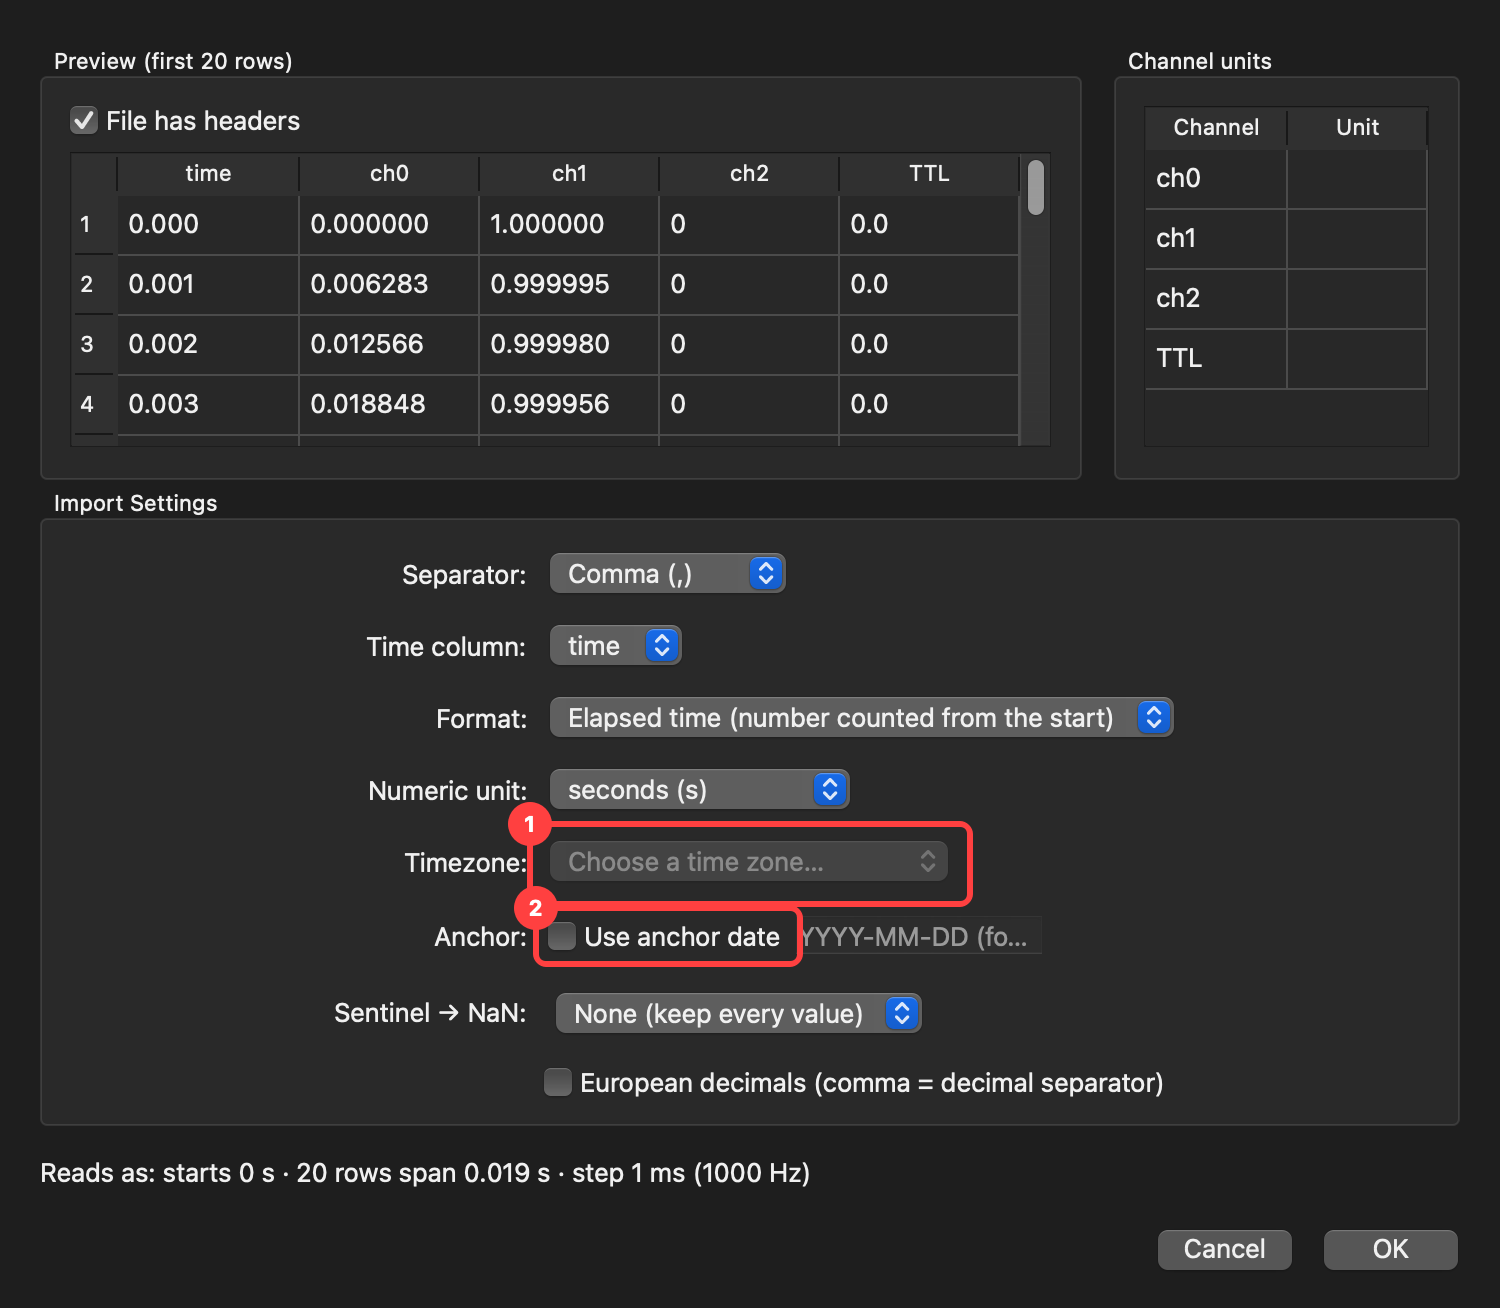 Preview (first 20 rows)
File has headers
time ch0 ch1 ch2 TTL
1 0.000 0.000000 1.000000 0 0.0
2 0.001 0.006283 0.999995 0 0.0
3 0.002 0.012566 0.999980 0 0.0
4 0.003 0.018848 0.999956 0 0.0
Channel units
Channel Unit
ch0
ch1
ch2
TTL
Import Settings
Separator: Comma (,)
Time column: time
Format: Elapsed time (number counted from the start)
Numeric unit: seconds (s)
1
Timezone: Choose a time zone...
2
Anchor: Use anchor date YYYY-MM-DD (fo...
Sentinel → NaN: None (keep every value)
European decimals (comma = decimal separator)
Reads as: starts 0 s · 20 rows span 0.019 s · step 1 ms (1000 Hz)
Cancel OK